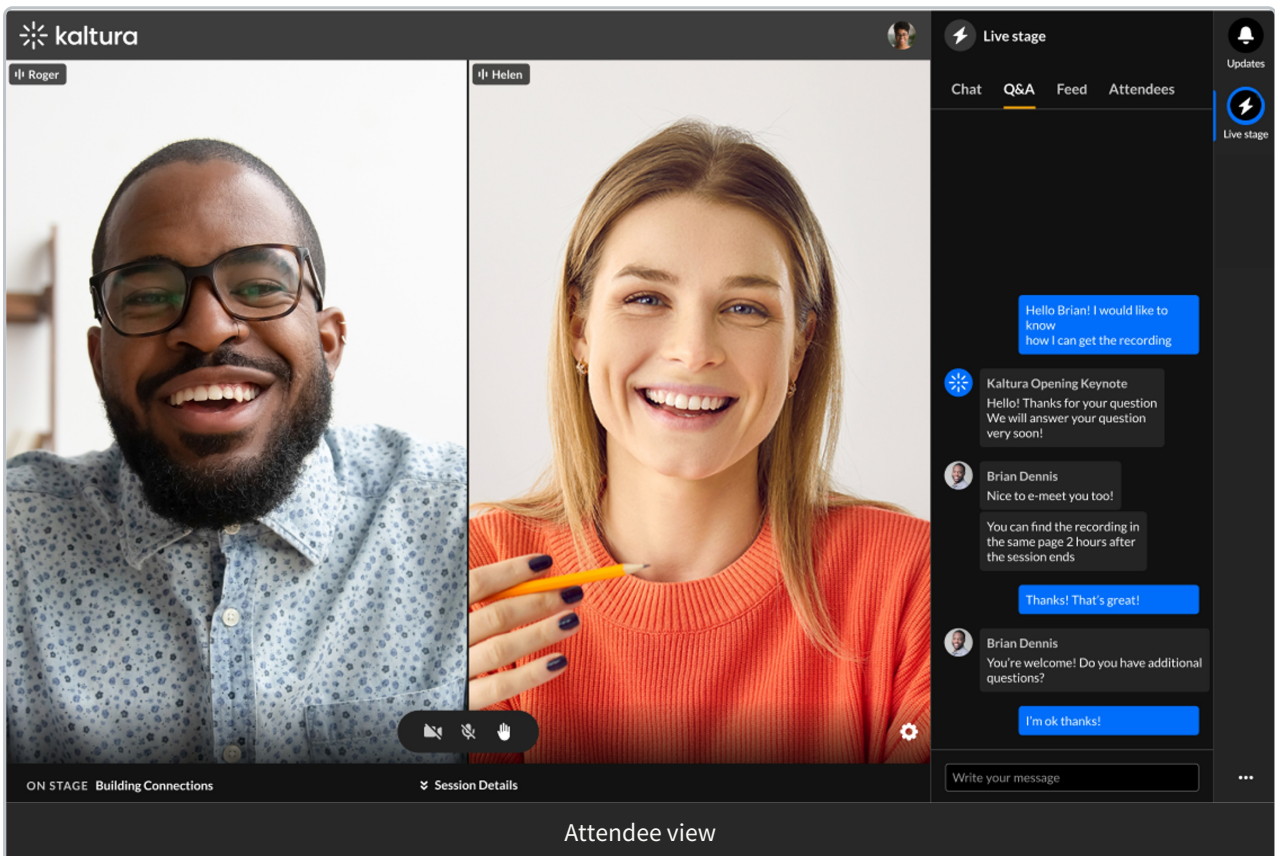 kaltura
Roger
Helen
Live stage
Chat Q&A Feed Attendees
Updates
Live stage
Hello Brian! I would like to
know
how I can get the recording
Kaltura Opening Keynote
Hello! Thanks for your question
We will answer your question
very soon!
Brian Dennis
Nice to e-meet you too!
You can find the recording in
the same page 2 hours after
the session ends
Thanks! That's great!
Brian Dennis
You're welcome! Do you have additional
questions?
I'm ok thanks!
Write your message
ON STAGE Building Connections
Session Details
Attendee view